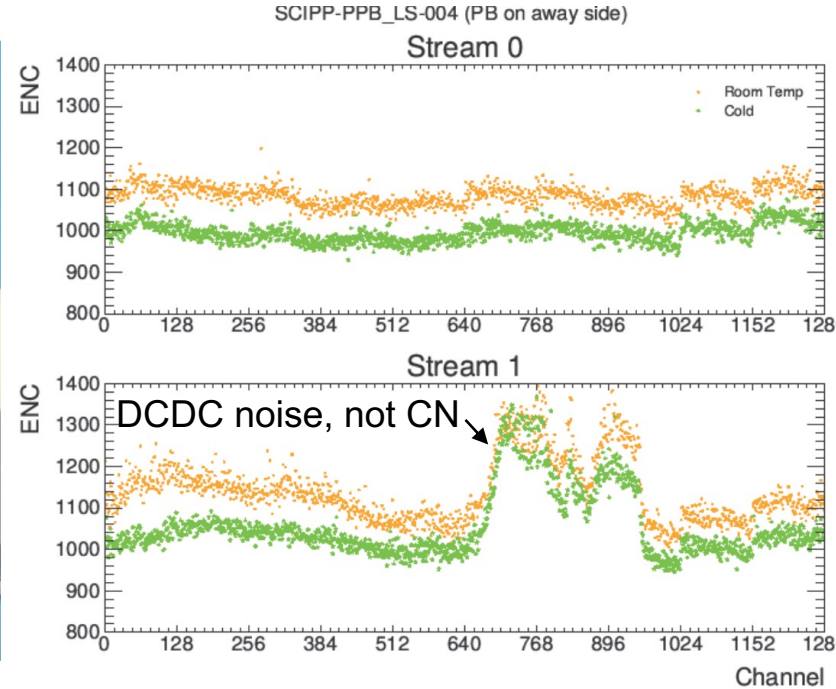 SCIPP-PPB_LS-004 (PB on away side)
Stream 0
ENC
1400
1300
1200
1100
1000
900
800
Room Temp
Cold
0 128 256 384 512 640 768 896 1024 1152 128
Stream 1
ENC
1400
1300
1200
1100
1000
900
800
DCDC noise, not CN
0 128 256 384 512 640 768 896 1024 1152 128
Channel